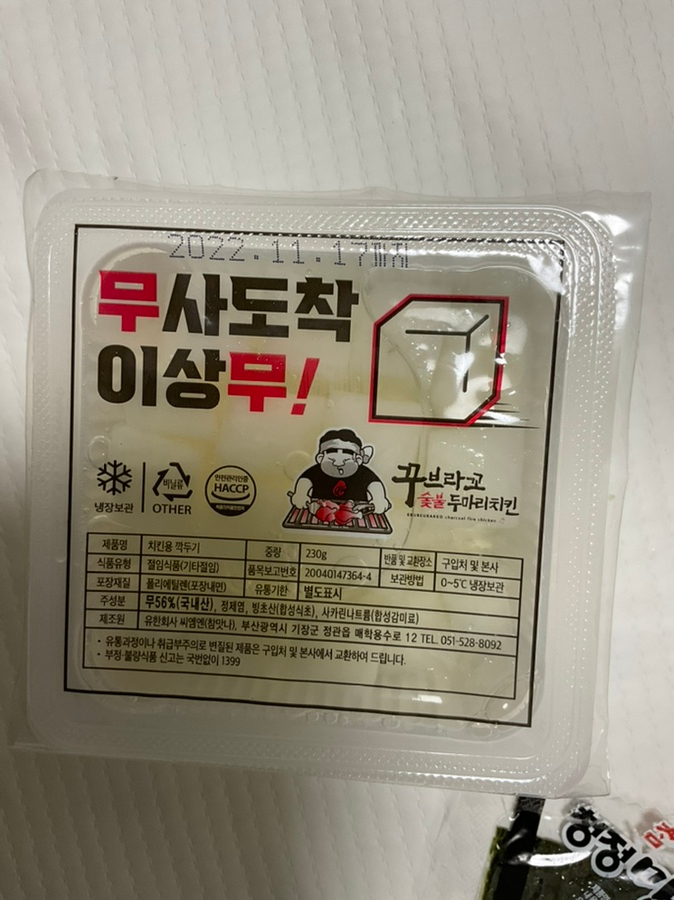 2022.11.17까지
무사도착
이상무!
냉장보관
비닐류
OTHER
안전관리인증
HACCP
꾸브라꼬
숯불두마리치킨
제품명 치킨용 깍두기 중량 230g 반품 및 교환장소 구입처 및 본사
식품유형 절임식품(기타절임) 품목보고번호 20040147364-4 보관방법 0~5℃ 냉장보관
포장재질 폴리에틸렌(포장내면) 유통기한 별도표시
주성분 무56%(국내산), 정제염, 빙초산(합성식초), 사카린나트륨(합성감미료)
제조원 유한회사 씨엠엔(참맛나), 부산광역시 기장군 정관읍 매학용수로 12 TEL. 051-528-8092
• 유통과정이나 취급부주의로 변질된 제품은 구입처 및 본사에서 교환하여 드립니다.
• 부정·불량식품 신고는 국번없이 1399
청정